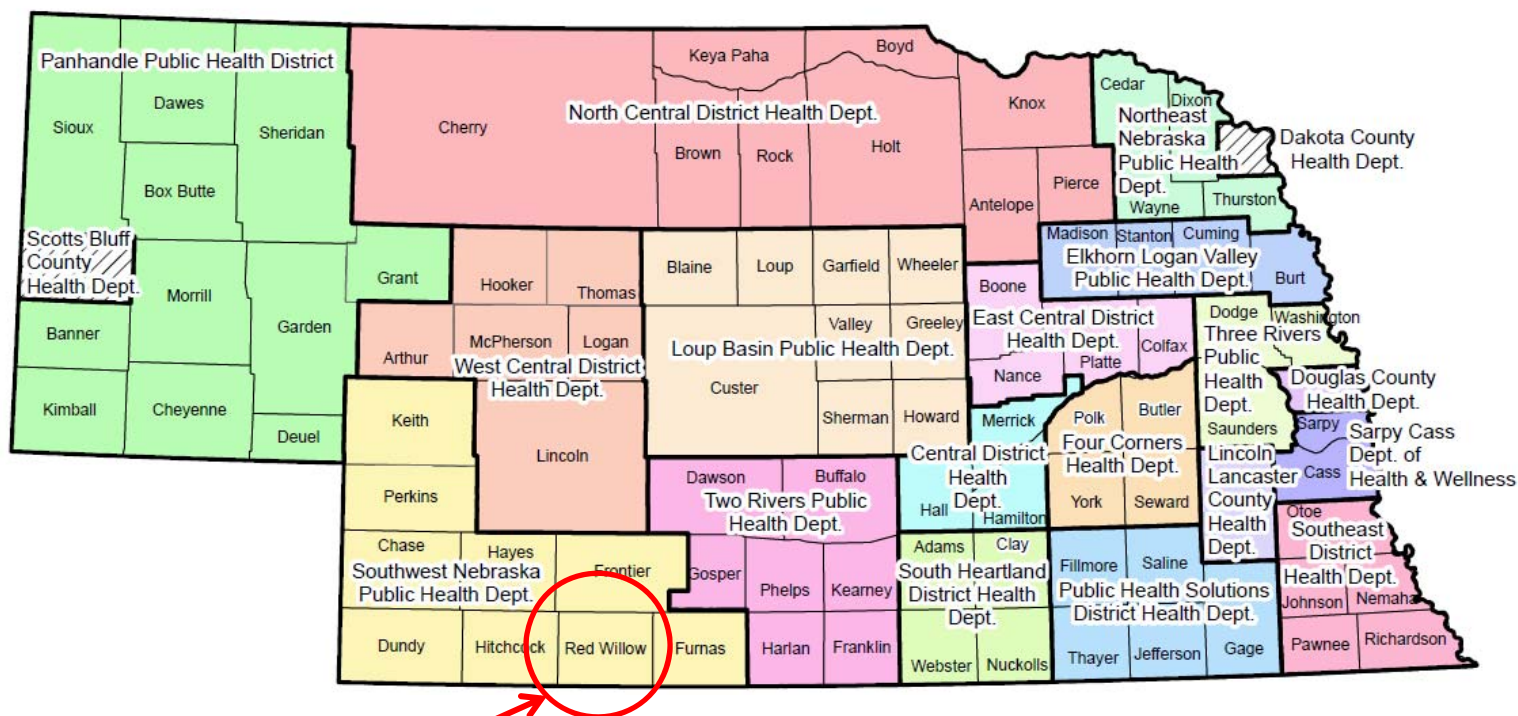 Panhandle Public Health District
Sioux
Dawes
Sheridan
Box Butte
Scotts Bluff
County
Health Dept.
Morrill
Banner
Garden
Grant
Kimball
Cheyenne
Deuel
Cherry
Keya Paha
Boyd
North Central District Health Dept.
Brown
Rock
Holt
Knox
Antelope
Pierce
Cedar
Dixon
Northeast
Nebraska
Public Health
Dept.
Wayne
Thurston
Dakota County
Health Dept.
Madison
Stanton
Cuming
Elkhorn Logan Valley
Public Health Dept.
Burt
Hooker
Thomas
Arthur
McPherson
Logan
West Central District
Health Dept.
Lincoln
Blaine
Loup
Garfield
Wheeler
Valley
Greeley
Loup Basin Public Health Dept.
Custer
Sherman
Howard
Boone
East Central District
Health Dept.
Platte
Colfax
Nance
Dodge
Washington
Three Rivers
Public
Health
Dept.
Saunders
Douglas County
Health Dept.
Sarpy
Cass
Sarpy Cass
Dept. of
Health & Wellness
Merrick
Central District
Health
Dept.
Hall
Hamilton
Polk
Butler
Four Corners
Health Dept.
York
Seward
Lincoln
Lancaster
County
Health
Dept.
Otoe
Southeast
District
Health Dept.
Johnson
Nemaha
Pawnee
Richardson
Keith
Perkins
Chase
Hayes
Frontier
Southwest Nebraska
Public Health Dept.
Dundy
Hitchcock
Red Willow
Furnas
Dawson
Buffalo
Two Rivers Public
Health Dept.
Gosper
Phelps
Kearney
Harlan
Franklin
Adams
Clay
South Heartland
District Health
Dept.
Webster
Nuckolls
Fillmore
Saline
Public Health Solutions
District Health Dept.
Thayer
Jefferson
Gage